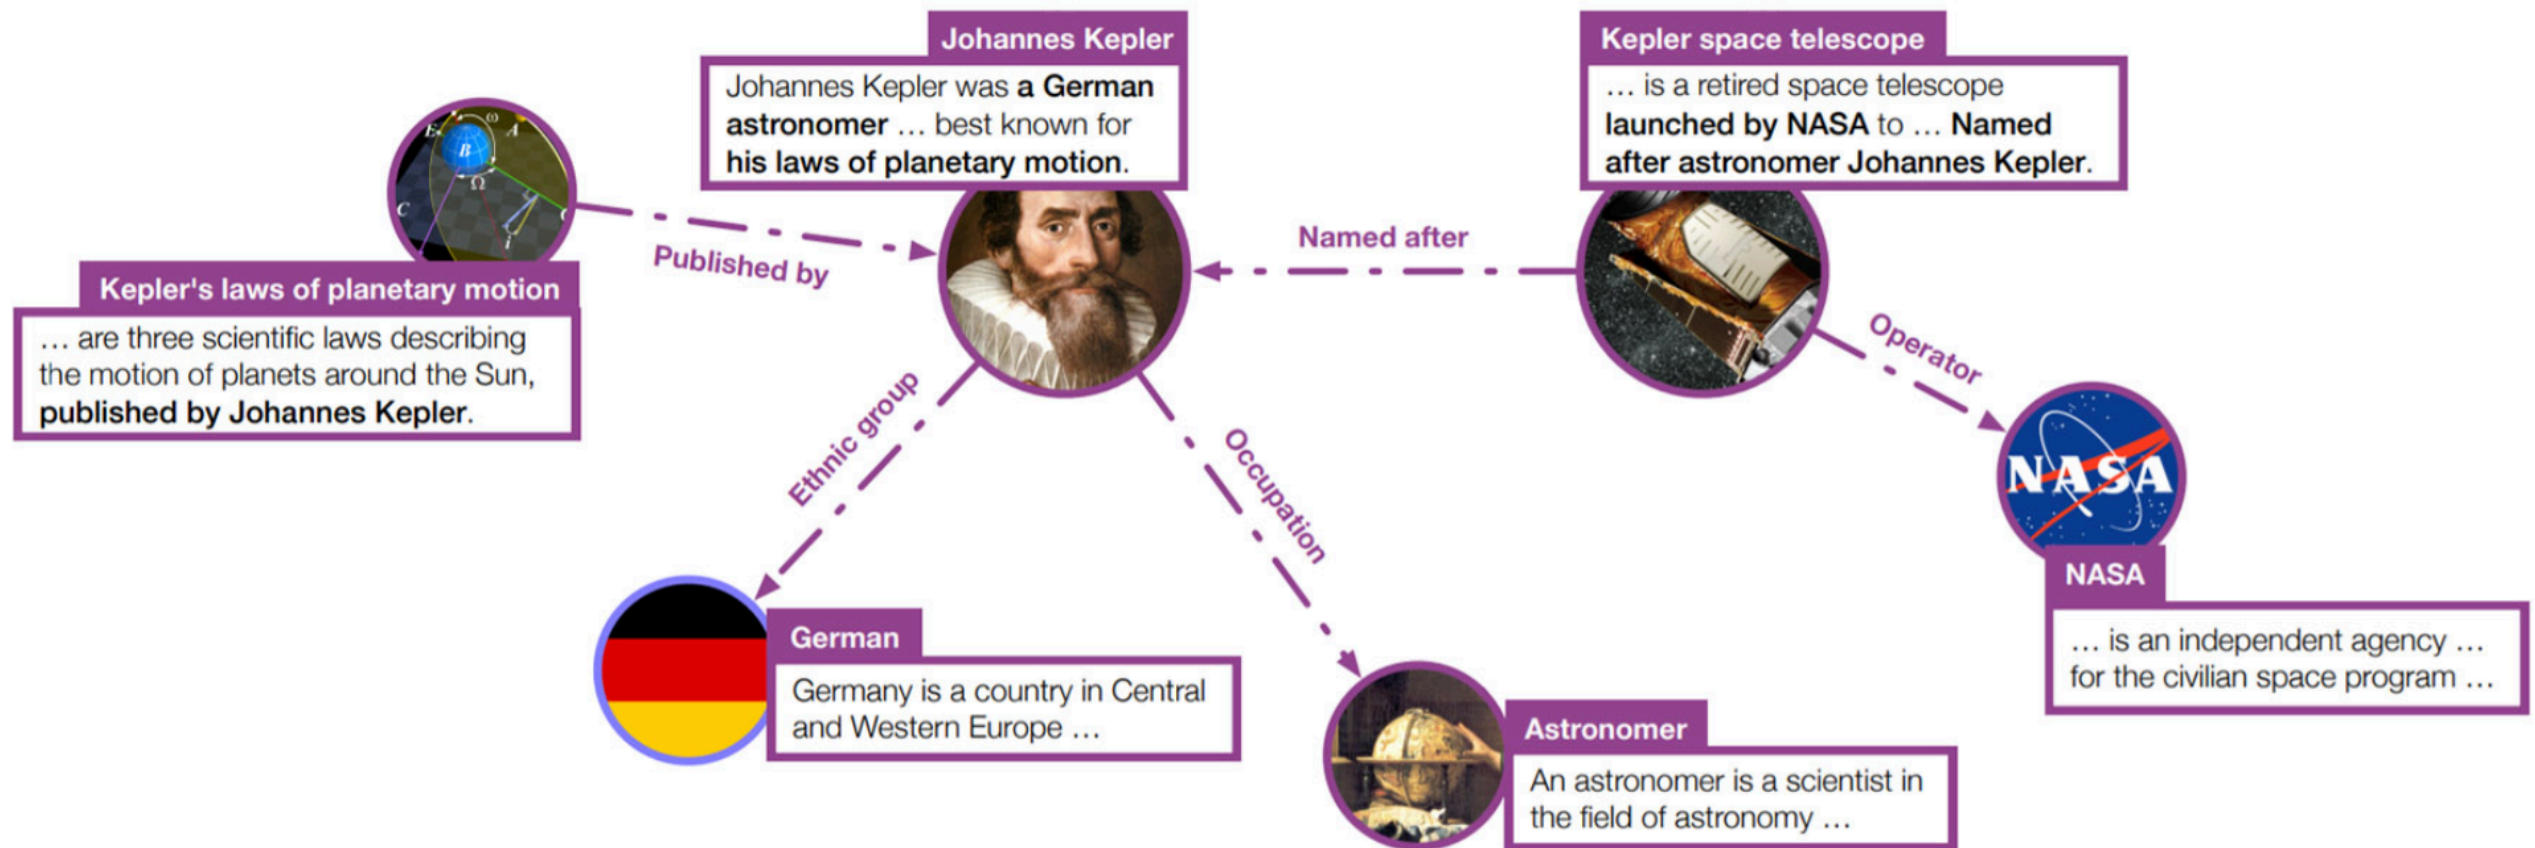 Johannes Kepler
Johannes Kepler was a German
astronomer ... best known for
his laws of planetary motion.
Kepler space telescope
... is a retired space telescope
launched by NASA to ... Named
after astronomer Johannes Kepler.
E
ω
A
B
Ω
C
i
Published by
Named after
Kepler's laws of planetary motion
... are three scientific laws describing
the motion of planets around the Sun,
published by Johannes Kepler.
Operator
Ethnic group
Occupation
NASA
NASA
... is an independent agency ...
for the civilian space program ...
German
Germany is a country in Central
and Western Europe ...
Astronomer
An astronomer is a scientist in
the field of astronomy ...